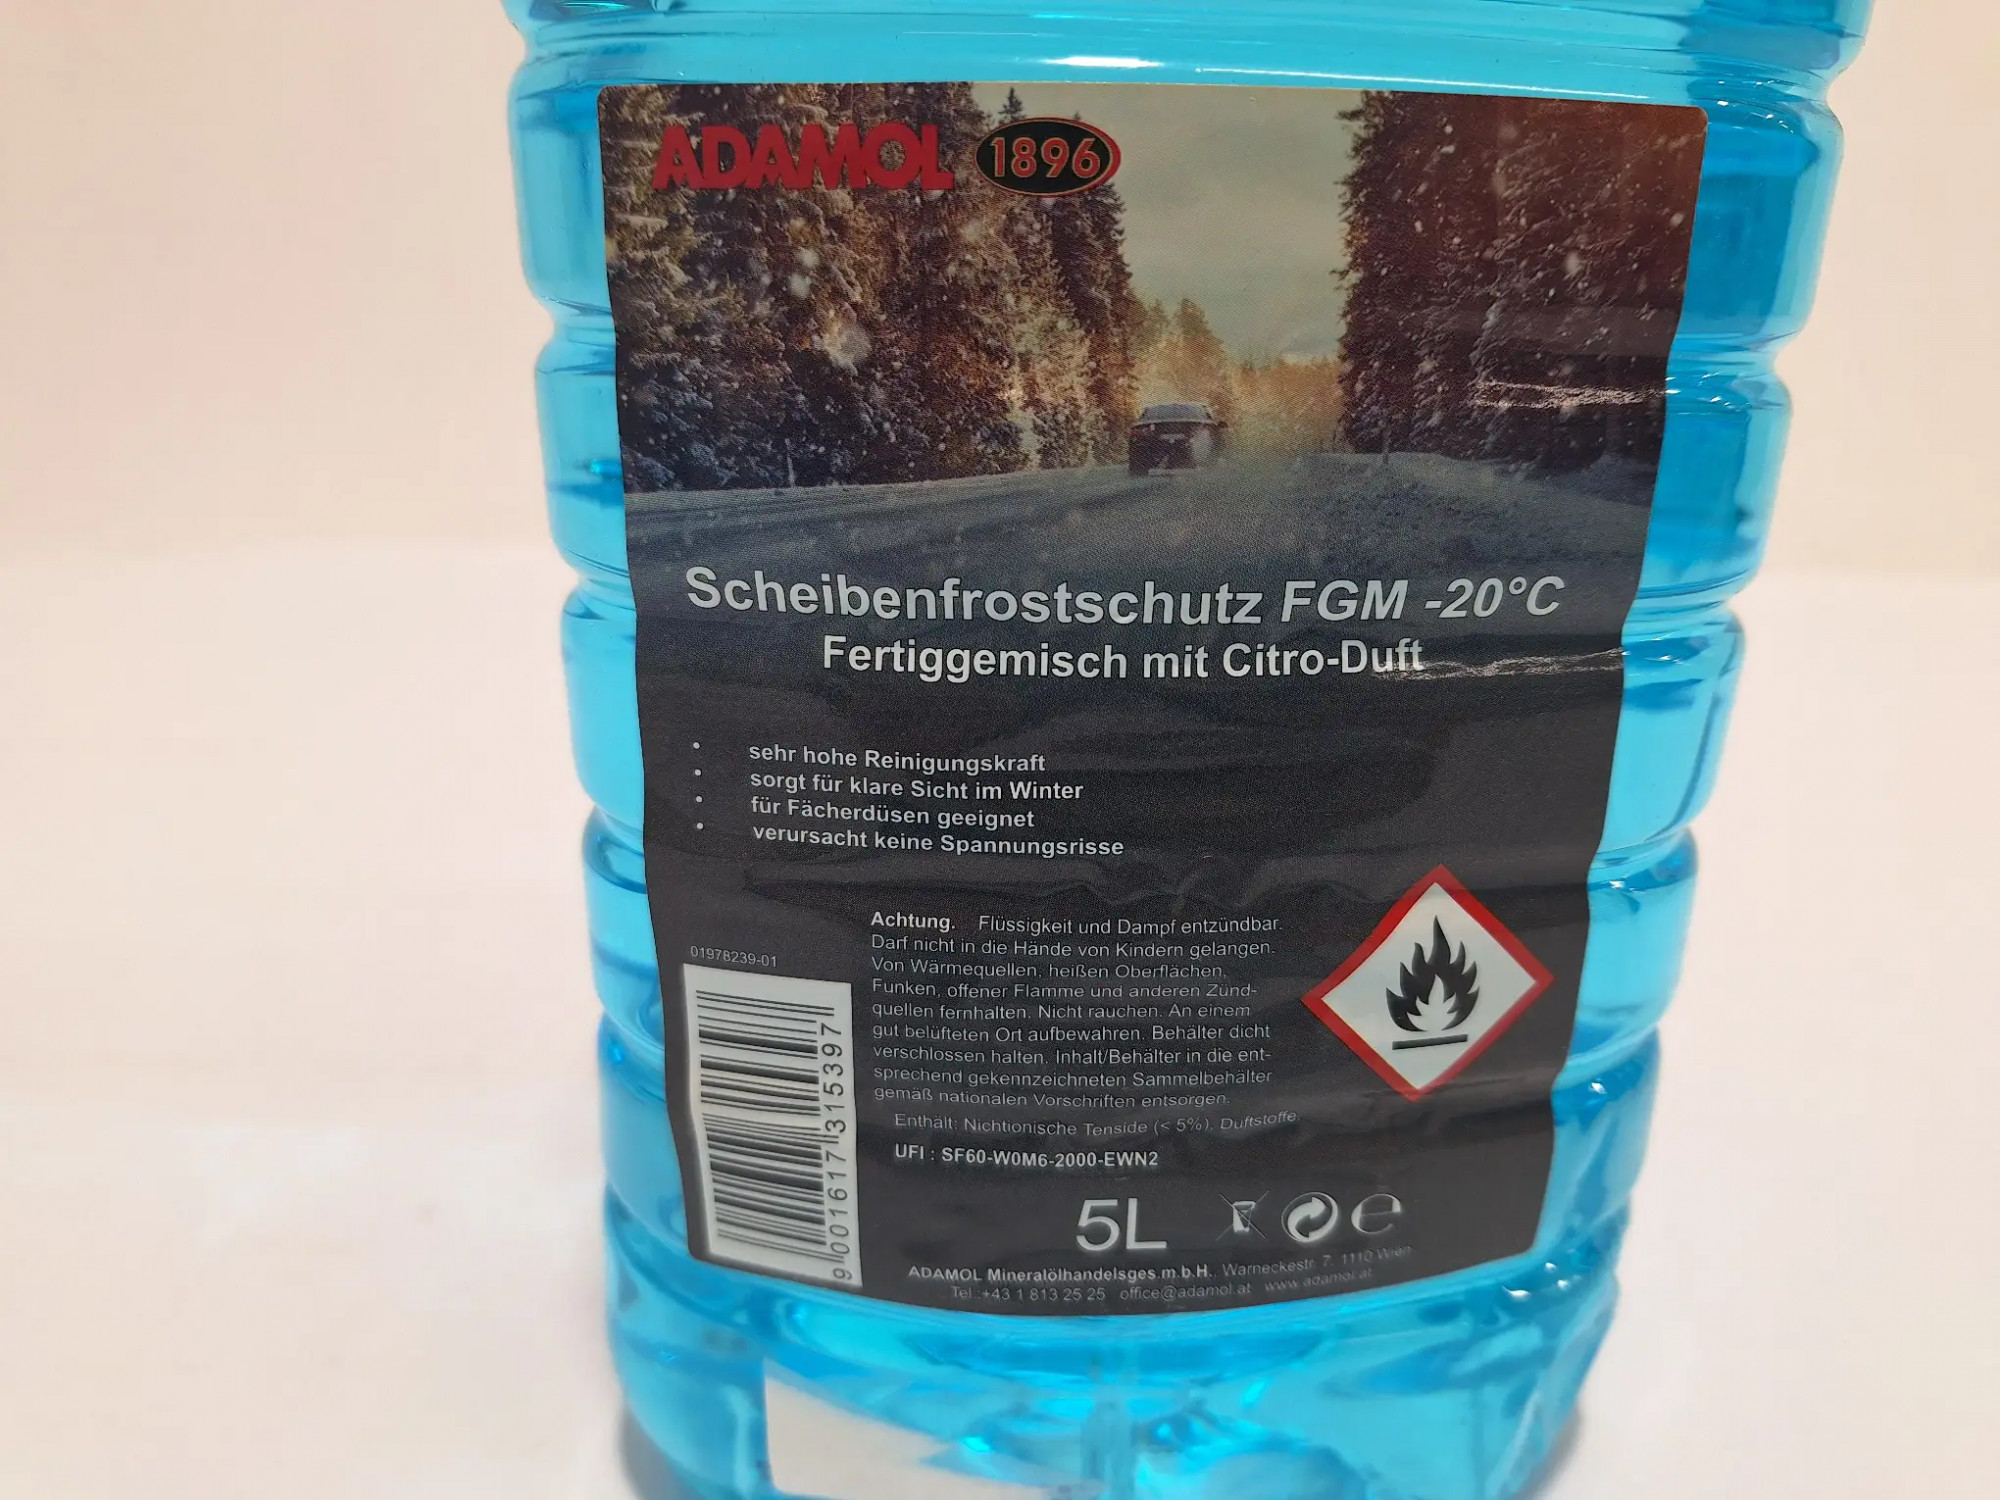 ADAMOL 1896
Scheibenfrostschutz FGM -20°C
Fertiggemisch mit Citro-Duft
• sehr hohe Reinigungskraft
• sorgt für klare Sicht im Winter
• für Fächerdüsen geeignet
• verursacht keine Spannungsrisse
Achtung. Flüssigkeit und Dampf entzündbar.
Darf nicht in die Hände von Kindern gelangen.
Von Wärmequellen, heißen Oberflächen,
Funken, offener Flamme und anderen Zünd-
quellen fernhalten. Nicht rauchen. An einem
gut belüfteten Ort aufbewahren. Behälter dicht
verschlossen halten. Inhalt/Behälter in die ent-
sprechend gekennzeichneten Sammelbehälter
gemäß nationalen Vorschriften entsorgen.
Enthält: Nichtionische Tenside (< 5%), Duftstoffe.
UFI : SF60-W0M6-2000-EWN2
01978239-01
9 001617 315397
5L e
ADAMOL Mineralölhandelsges.m.b.H., Warneckestr. 7, 1110 Wien
Tel.:+43 1 813 25 25 office@adamol.at www.adamol.at